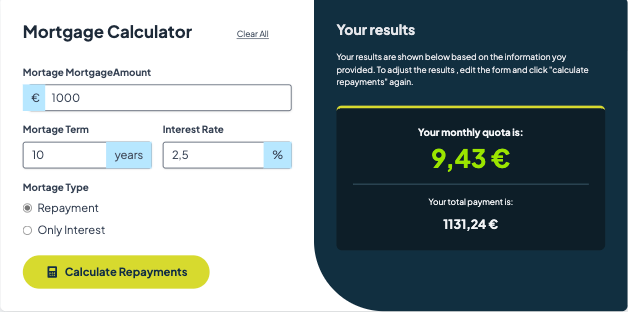 Mortgage Calculator
Clear All
Mortage MortgageAmount
€ 1000
Mortage Term
Interest Rate
10 years
2,5 %
Mortage Type
Repayment
Only Interest
Calculate Repayments
Your results
Your results are shown below based on the information yoy
provided. To adjust the results , edit the form and click "calculate
repayments" again.
Your monthly quota is:
9,43 €
Your total payment is:
1131,24 €